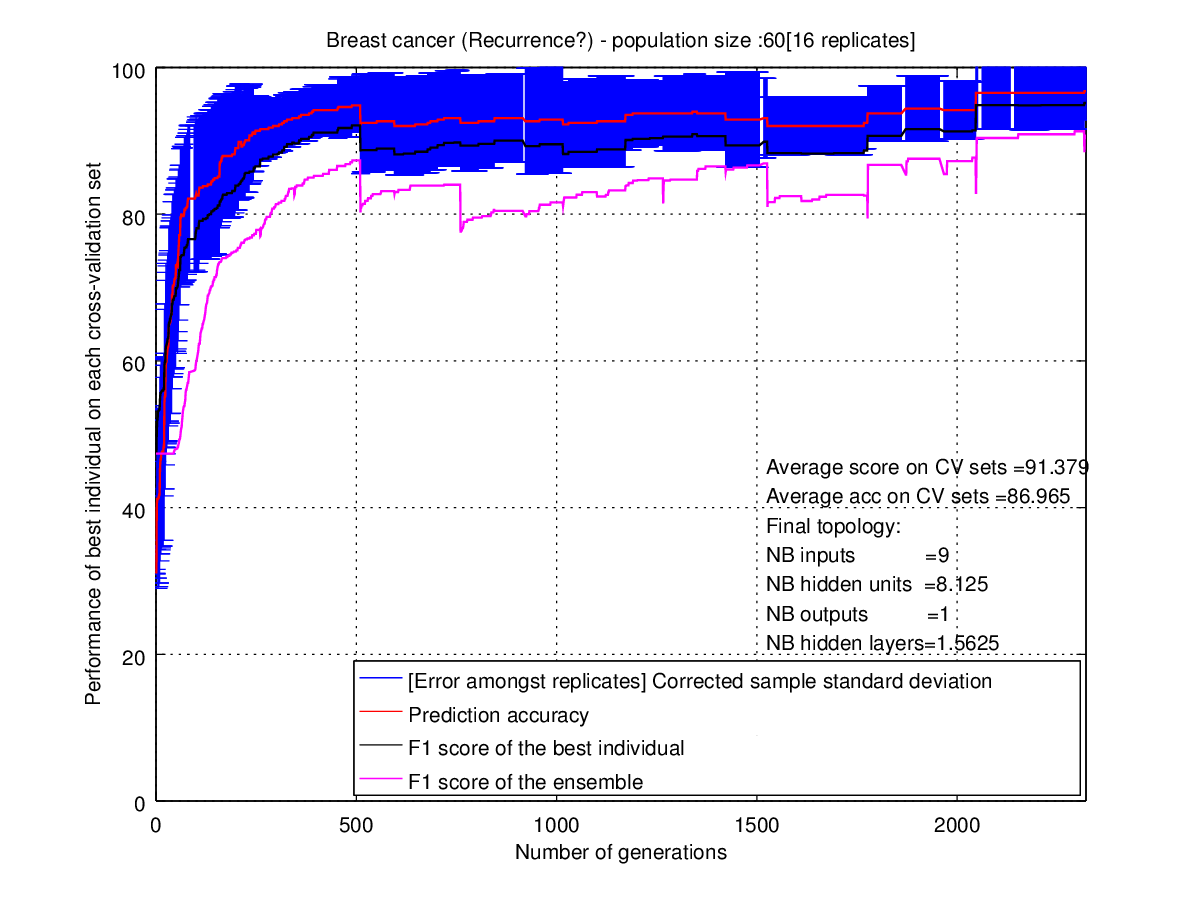 Breast cancer (Recurrence?) - population size :60[16 replicates]
Performance of best individual on each cross-validation set
100
80
60
40
20
0
Average score on CV sets =91.379
Average acc on CV sets =86.965
Final topology:
NB inputs =9
NB hidden units =8.125
NB outputs =1
NB hidden layers=1.5625
[Error amongst replicates] Corrected sample standard deviation
Prediction accuracy
F1 score of the best individual
F1 score of the ensemble
0 500 1000 1500 2000
Number of generations